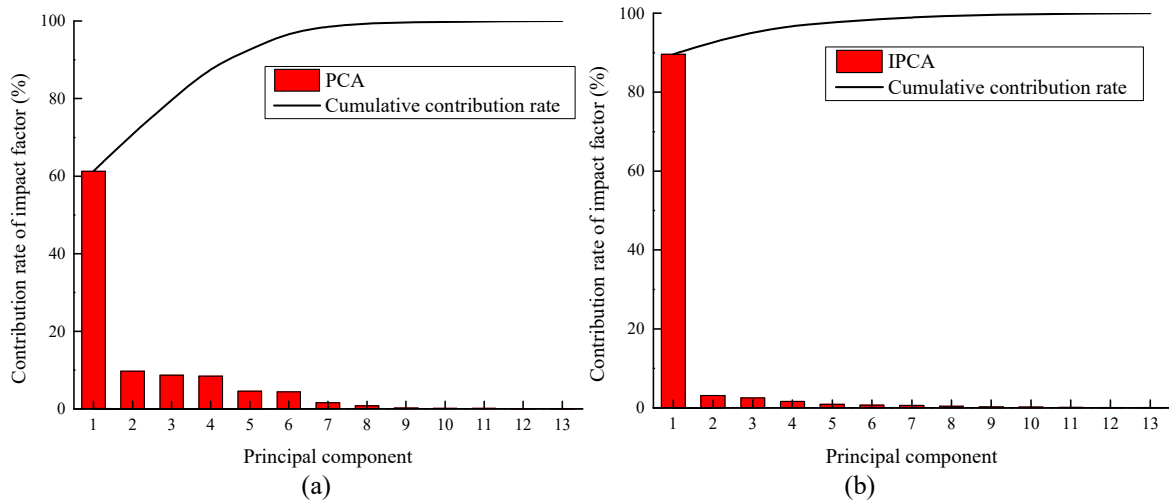 100
80
60
40
20
0
Contribution rate of impact factor (%)
PCA
Cumulative contribution rate
1 2 3 4 5 6 7 8 9 10 11 12 13
Principal component
(a)
100
80
60
40
20
0
Contribution rate of impact factor (%)
IPCA
Cumulative contribution rate
1 2 3 4 5 6 7 8 9 10 11 12 13
Principal component
(b)